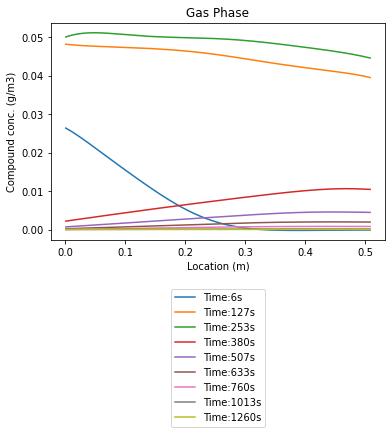 Gas Phase
Compound conc. (g/m3)
0.05
0.04
0.03
0.02
0.01
0.00
0.0 0.1 0.2 0.3 0.4 0.5
Location (m)
Time:6s
Time:127s
Time:253s
Time:380s
Time:507s
Time:633s
Time:760s
Time:1013s
Time:1260s